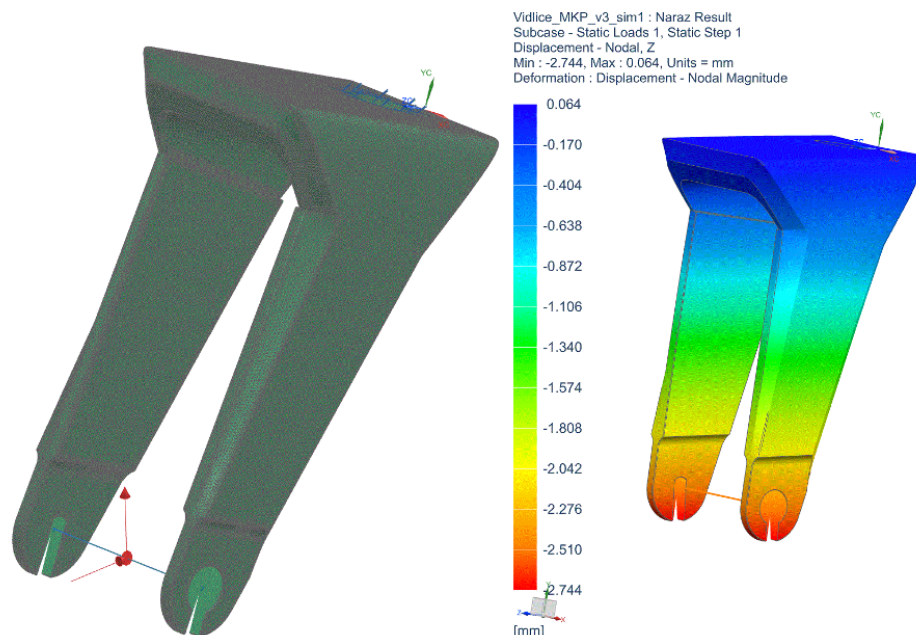 Vidlice_MKP_v3_sim1 : Naraz Result
Subcase - Static Loads 1, Static Step 1
Displacement - Nodal, Z
Min : -2.744, Max : 0.064, Units = mm
Deformation : Displacement - Nodal Magnitude
YC
0.064
-0.170
-0.404
-0.638
-0.872
-1.106
-1.340
-1.574
-1.808
-2.042
-2.276
-2.510
-2.744
[mm]
YC
Y
Z
X